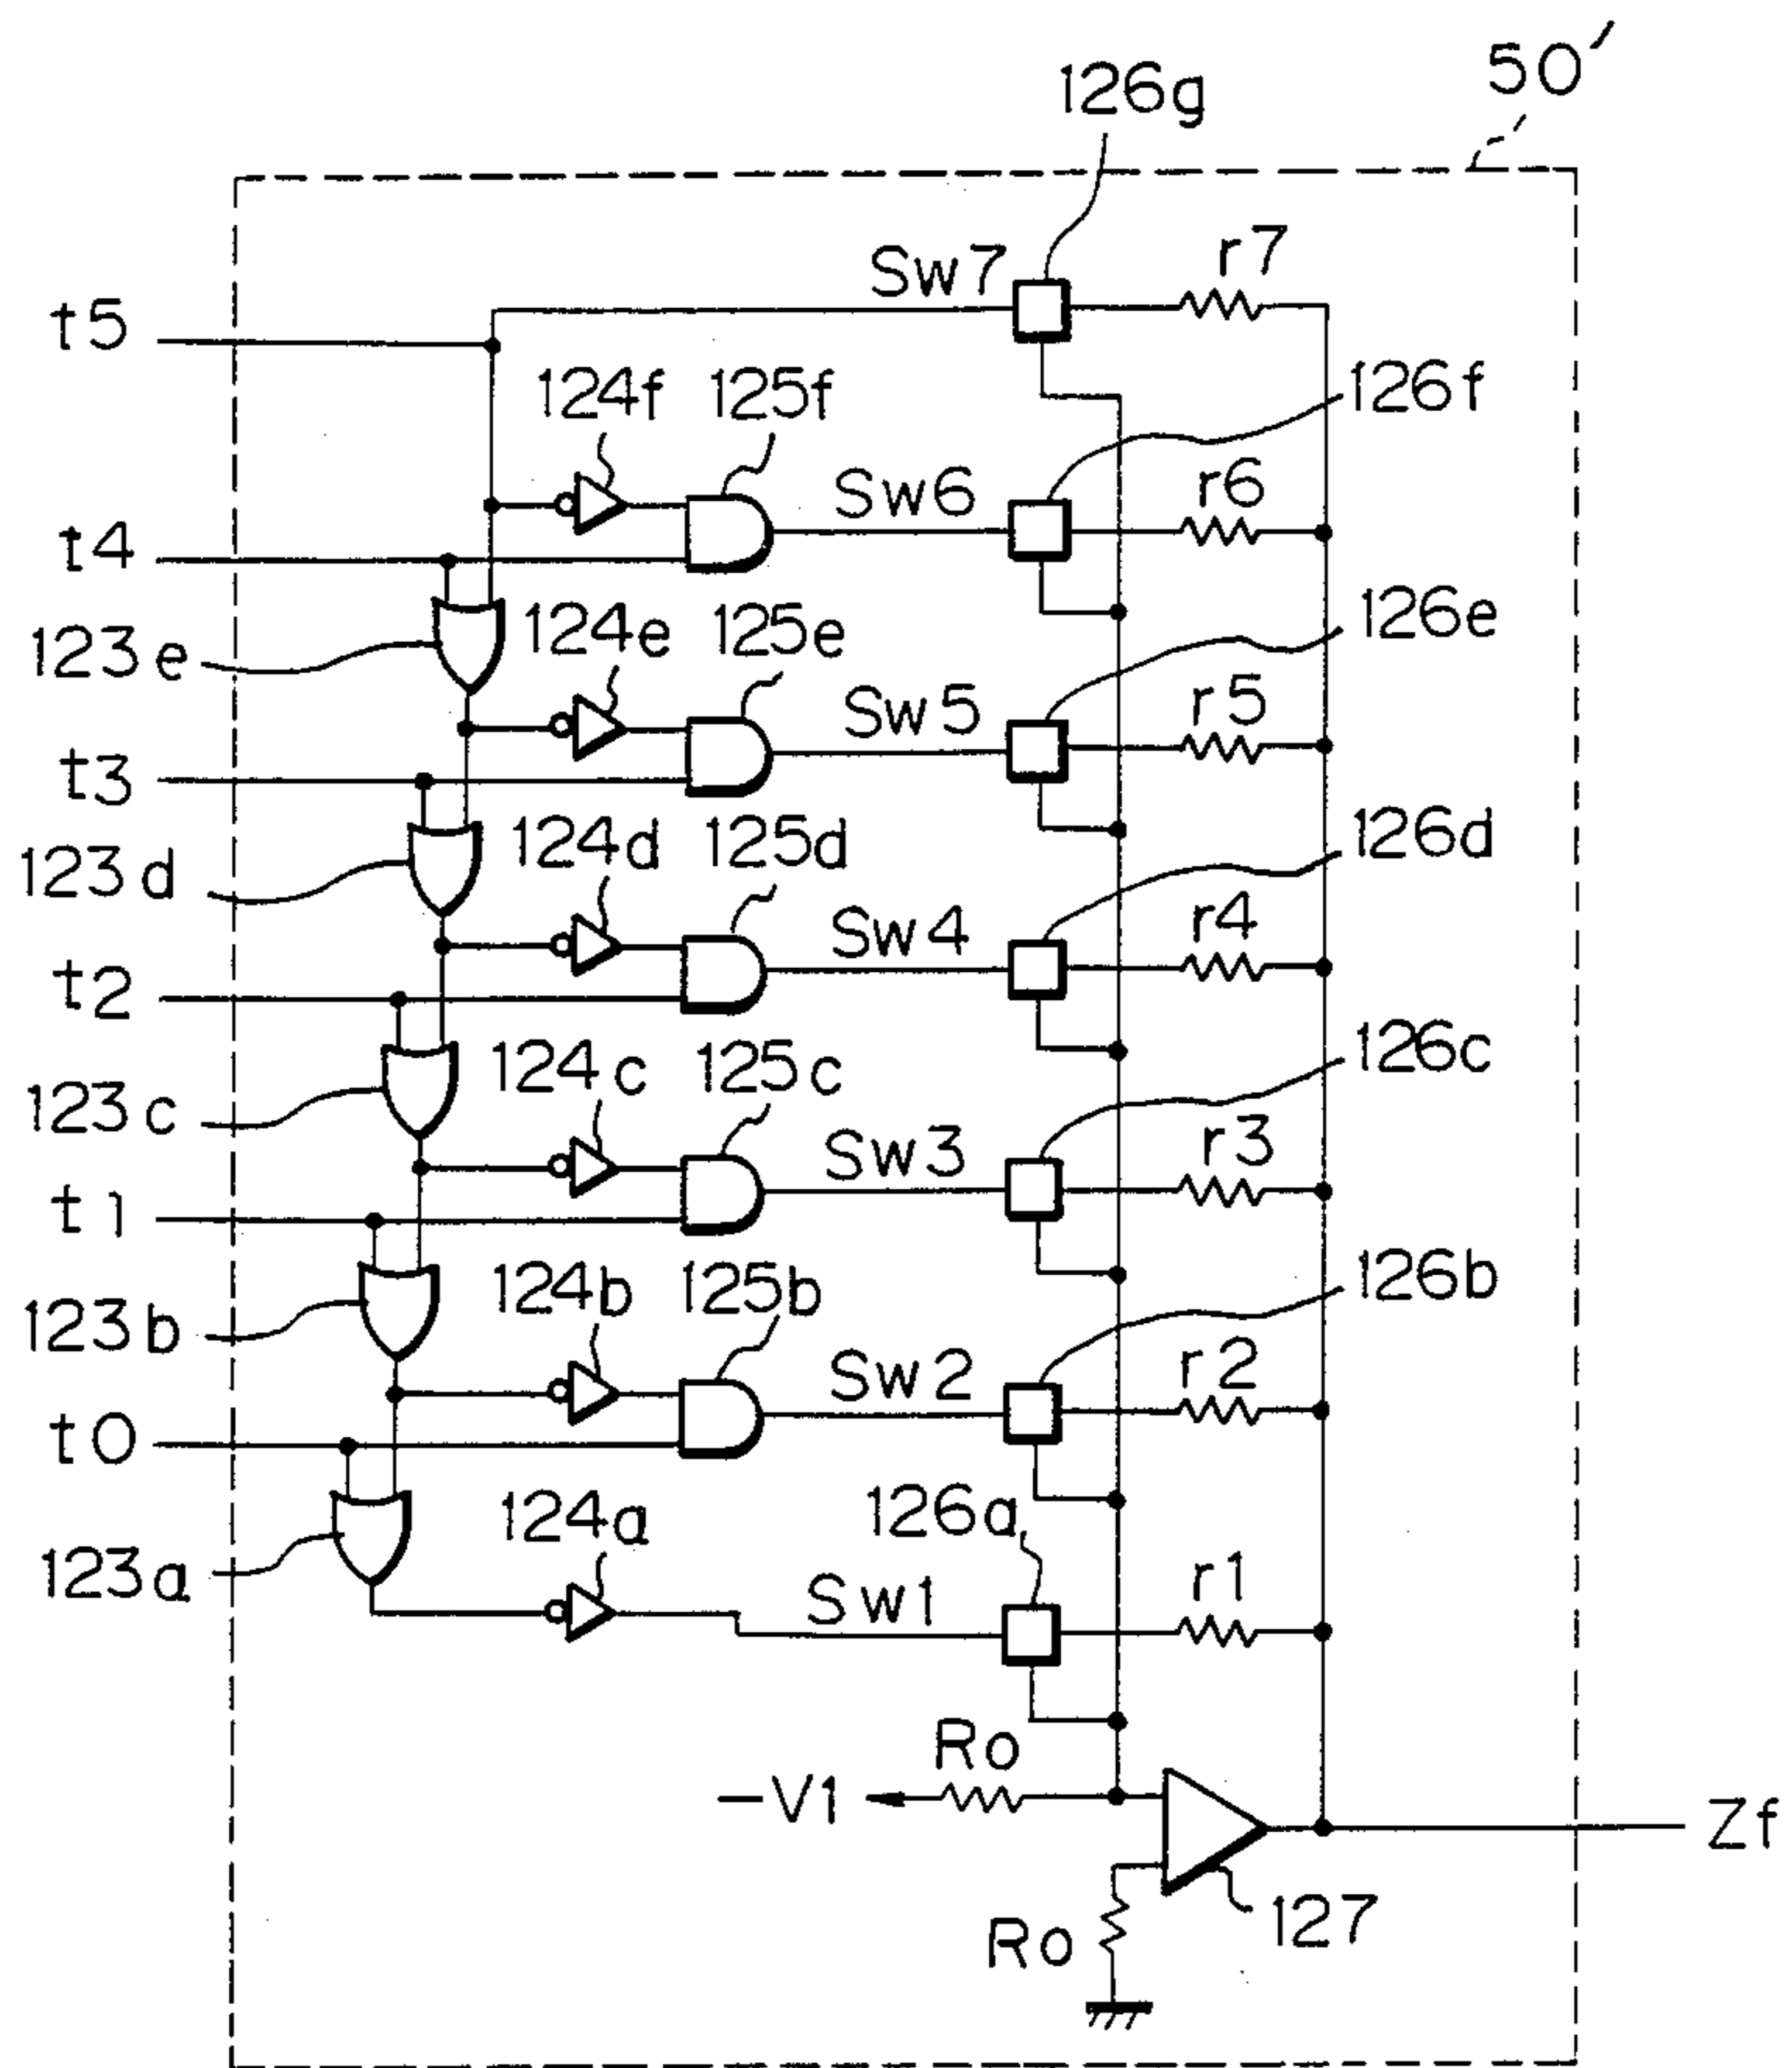 50'
126g
Sw7
r7
t5
124f
125f
126f
Sw6
r6
t4
123e
124e
125e
126e
Sw5
r5
t3
123d
124d
125d
126d
Sw4
r4
t2
123c
124c
125c
126c
Sw3
r3
t1
123b
124b
125b
126b
Sw2
r2
t0
123a
124a
126a
Sw1
r1
Ro
-V1
Zf
Ro
127